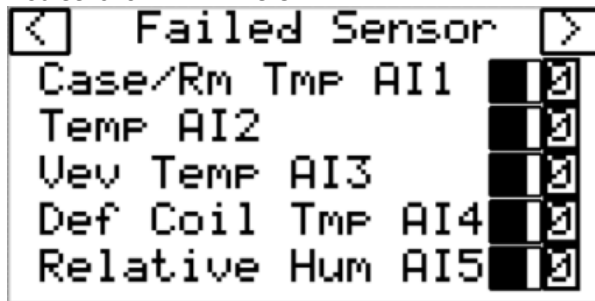 < Failed Sensor >
Case/Rm Tmp AI1 0
Temp AI2 0
Vev Temp AI3 0
Def Coil Tmp AI4 0
Relative Hum AI5 0